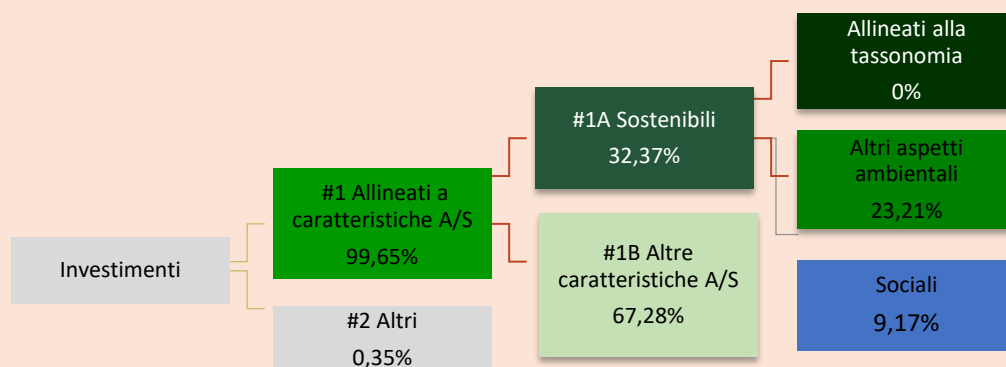 Investimenti
#1 Allineati a
caratteristiche A/S
99,65%
#2 Altri
0,35%
#1A Sostenibili
32,37%
#1B Altre
caratteristiche A/S
67,28%
Allineati alla
tassonomia
0%
Altri aspetti
ambientali
23,21%
Sociali
9,17%